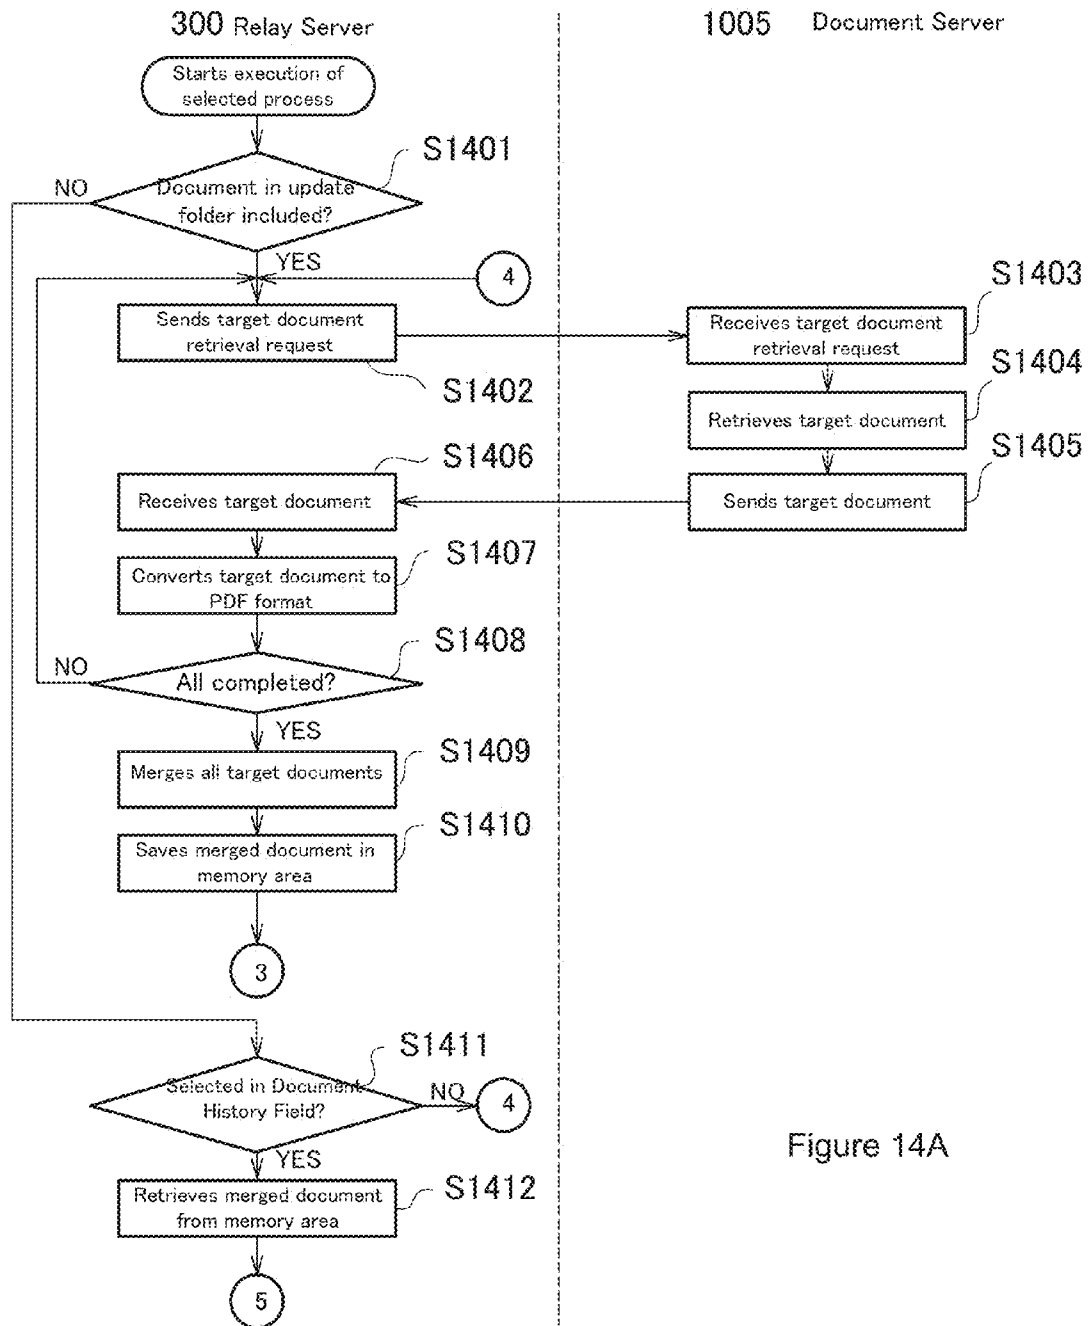 300 Relay Server
1005 Document Server
Starts execution of
selected process
S1401
NO
Document in update
folder included?
YES
4
S1403
Sends target document
retrieval request
Receives target document
retrieval request
S1402
S1404
Retrieves target document
S1406
S1405
Receives target document
Sends target document
S1407
Converts target document to
PDF format
S1408
NO
All completed?
YES
S1409
Merges all target documents
S1410
Saves merged document in
memory area
3
S1411
Selected in Document
History Field?
NO
4
Figure 14A
YES
S1412
Retrieves merged document
from memory area
5